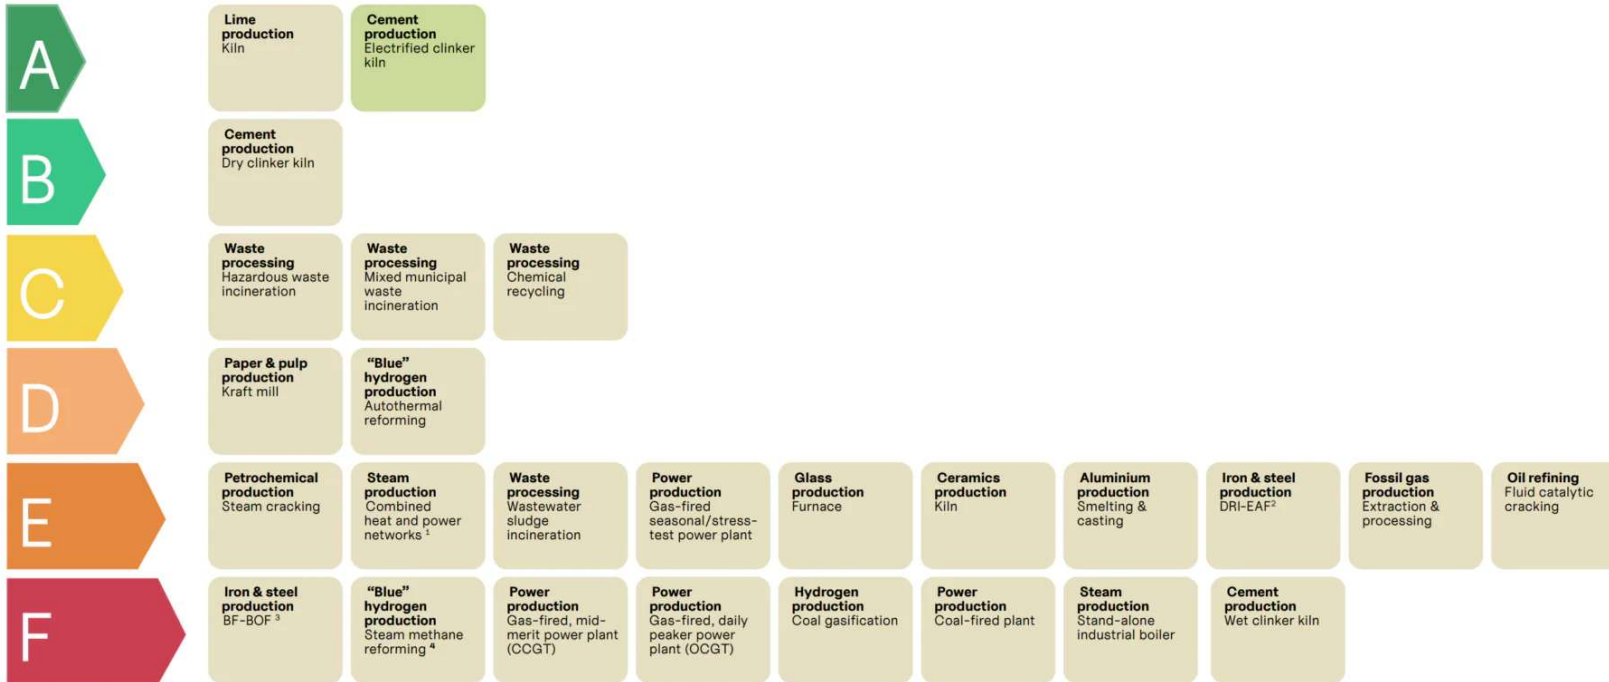 A
Lime
production
Kiln
Cement
production
Electrified clinker
kiln
B
Cement
production
Dry clinker kiln
C
Waste
processing
Hazardous waste
incineration
Waste
processing
Mixed municipal
waste
incineration
Waste
processing
Chemical
recycling
D
Paper & pulp
production
Kraft mill
“Blue”
hydrogen
production
Autothermal
reforming
E
Petrochemical
production
Steam cracking
Steam
production
Combined
heat and power
networks ¹
Waste
processing
Wastewater
sludge
incineration
Power
production
Gas-fired
seasonal/stress-
test power plant
Glass
production
Furnace
Ceramics
production
Kiln
Aluminium
production
Smelting &
casting
Iron & steel
production
DRI-EAF²
Fossil gas
production
Extraction &
processing
Oil refining
Fluid catalytic
cracking
F
Iron & steel
production
BF-BOF ³
“Blue”
hydrogen
production
Steam methane
reforming ⁴
Power
production
Gas-fired, mid-
merit power plant
(CCGT)
Power
production
Gas-fired, daily
peaker power
plant (OCGT)
Hydrogen
production
Coal gasification
Power
production
Coal-fired plant
Steam
production
Stand-alone
industrial boiler
Cement
production
Wet clinker kiln